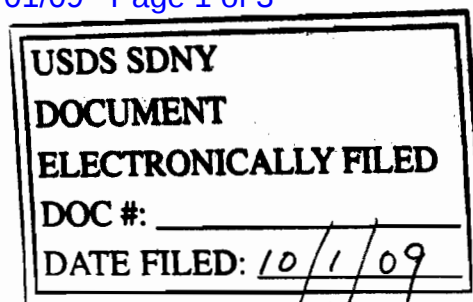 01/09 Page 1 of 3
USDS SDNY
DOCUMENT
ELECTRONICALLY FILED
DOC #:
DATE FILED: 10/1/09